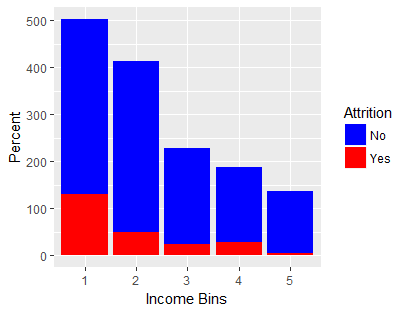 500
400
300
200
100
0
Percent
1 2 3 4 5
Income Bins
Attrition
No
Yes